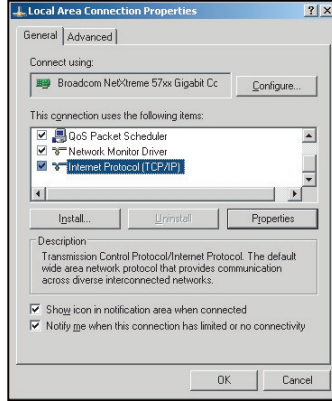 Local Area Connection Properties
General
Advanced
Connect using:
Broadcom NetXtreme 57xx Gigabit Cc
Configure...
This connection uses the following items:
QoS Packet Scheduler
Network Monitor Driver
Internet Protocol (TCP/IP)
Install...
Uninstall
Properties
Description
Transmission Control Protocol/Internet Protocol. The default
wide area network protocol that provides communication
across diverse interconnected networks.
Show icon in notification area when connected
Notify me when this connection has limited or no connectivity
OK
Cancel